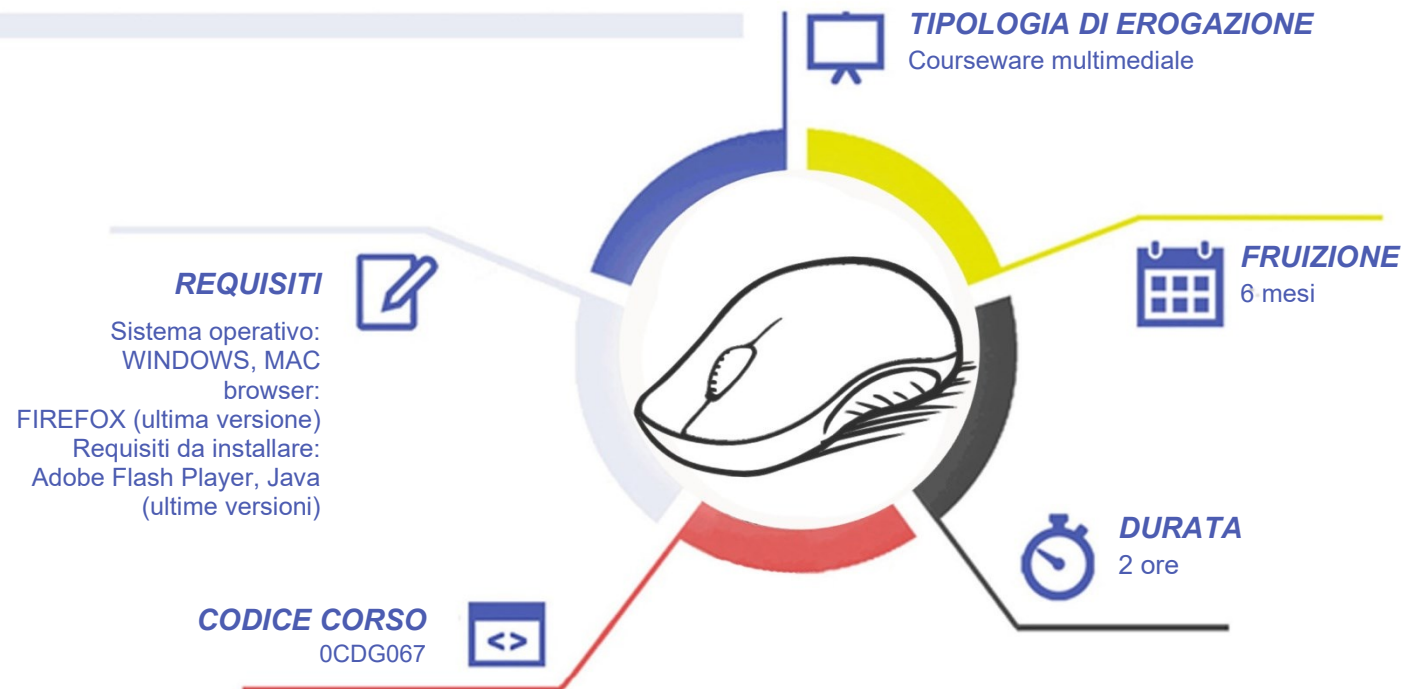 TIPOLOGIA DI EROGAZIONE
Courseware multimediale
FRUIZIONE
6 mesi
REQUISITI
Sistema operativo:
WINDOWS, MAC
browser:
FIREFOX (ultima versione)
Requisiti da installare:
Adobe Flash Player, Java
(ultime versioni)
DURATA
2 ore
CODICE CORSO
0CDG067
<>